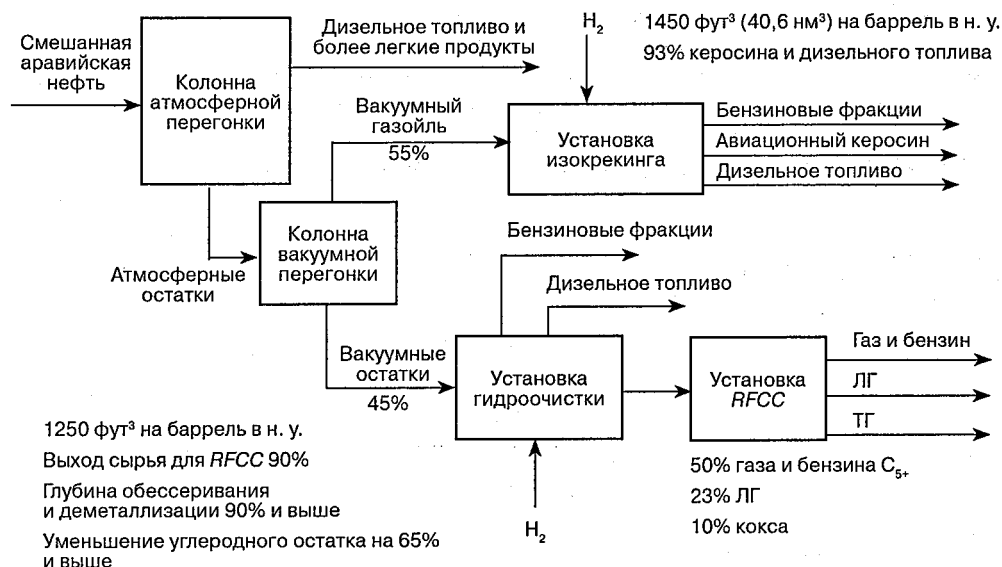 Смешанная
аравийская
нефть
Колонна
атмосферной
перегонки
Дизельное топливо и
более легкие продукты
H₂
1450 фут³ (40,6 нм³) на баррель в н. у.
93% керосина и дизельного топлива
Вакуумный
газойль
55%
Установка
изокрекинга
Бензиновые фракции
Авиационный керосин
Дизельное топливо
Атмосферные
остатки
Колонна
вакуумной
перегонки
Бензиновые фракции
Дизельное топливо
Вакуумные
остатки
45%
Установка
гидроочистки
H₂
Установка
RFCC
Газ и бензин
ЛГ
ТГ
1250 фут³ на баррель в н. у.
Выход сырья для RFCC 90%
Глубина обессеривания
и деметаллизации 90% и выше
Уменьшение углеродного остатка на 65%
и выше
50% газа и бензина C₅₊
23% ЛГ
10% кокса